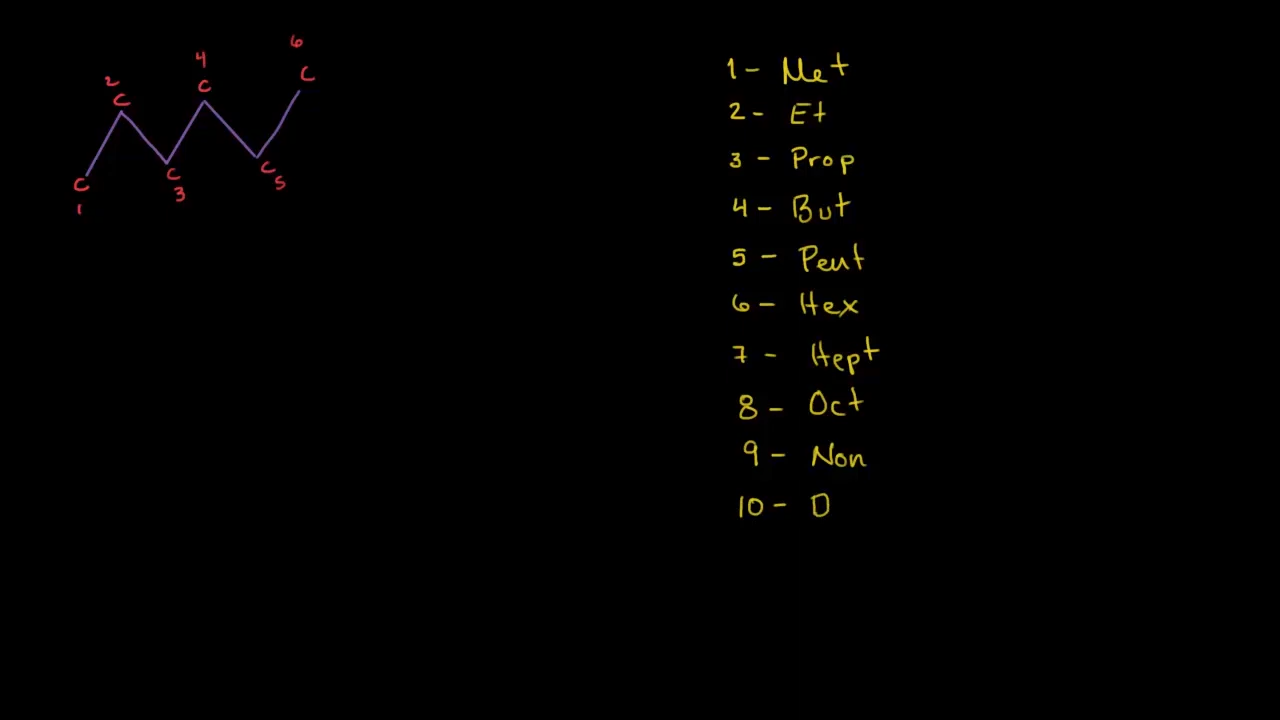 6
4 C
2 C
C
C C
C 3 5
1
1 - Met
2 - Et
3 - Prop
4 - But
5 - Pent
6 - Hex
7 - Hept
8 - Oct
9 - Non
10 - D